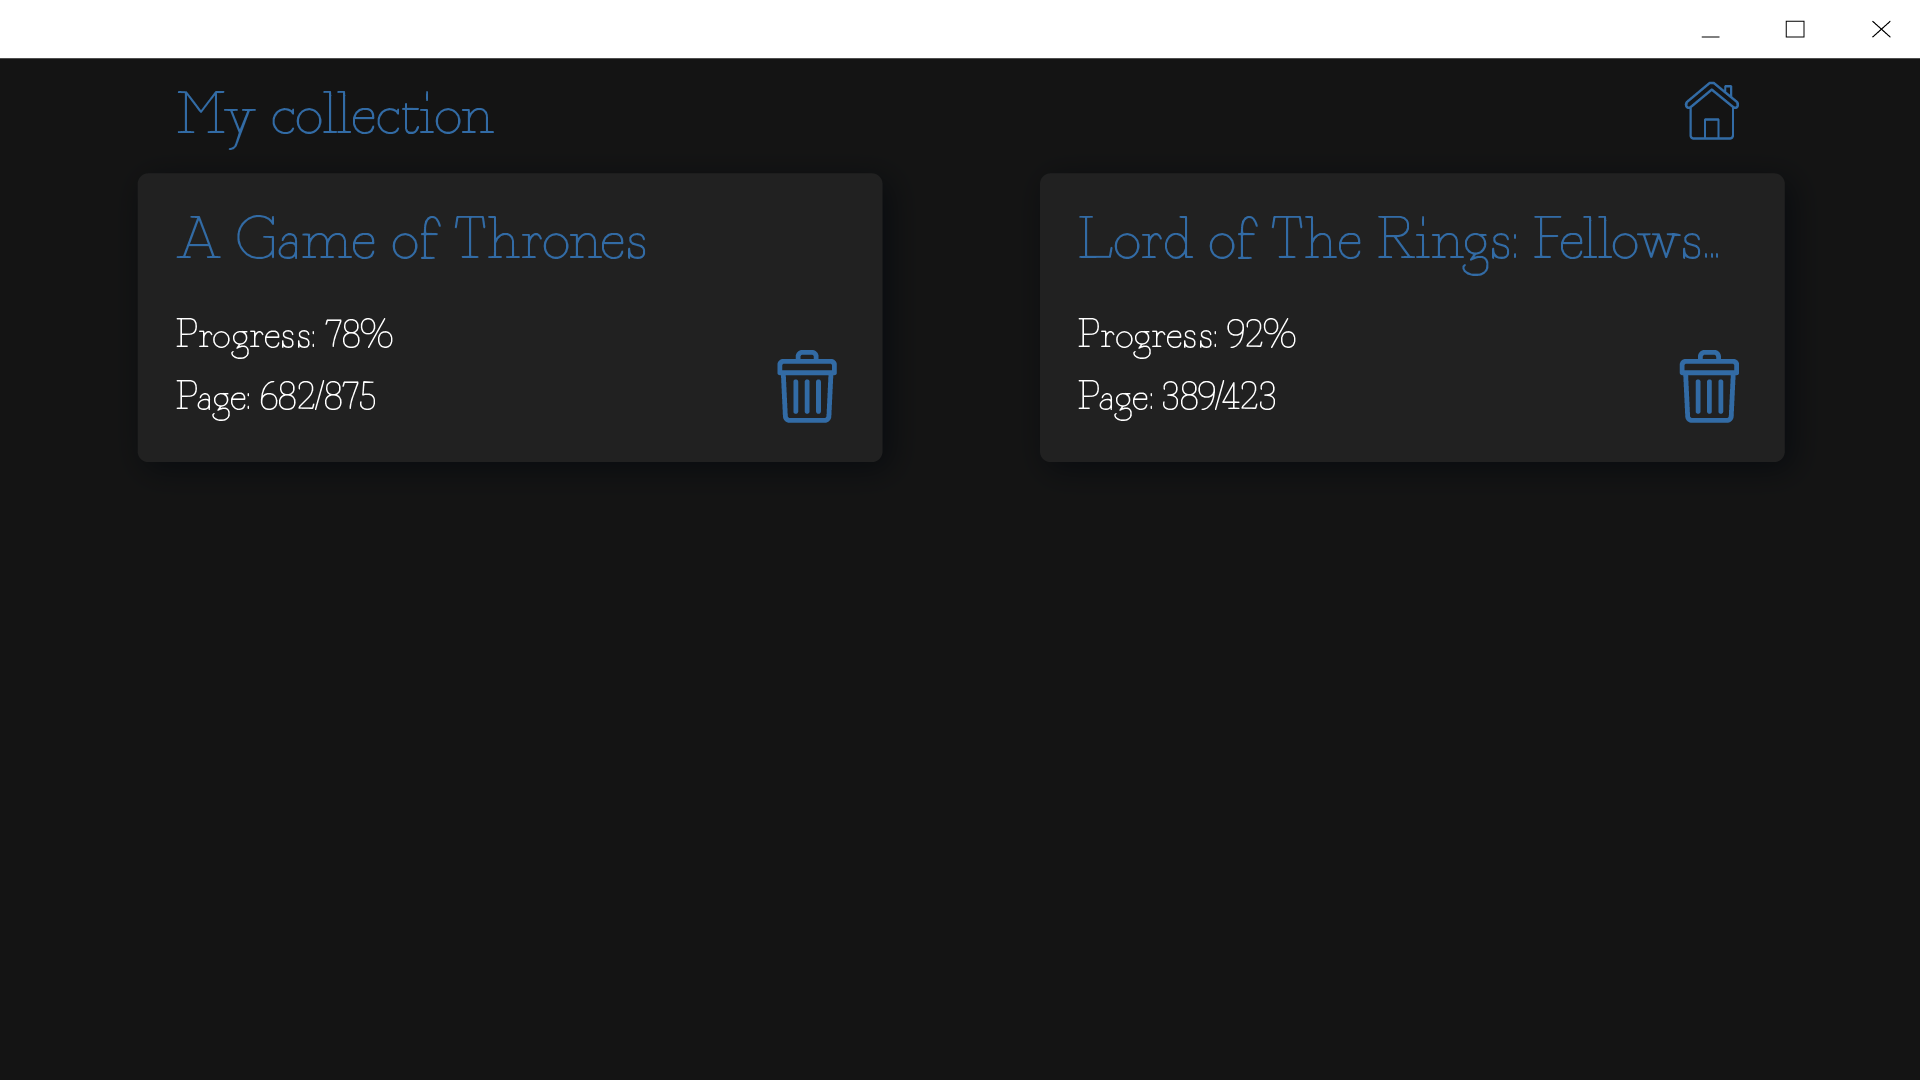 My collection
A Game of Thrones
Progress: 78%
Page: 682/875
Lord of The Rings: Fellows...
Progress: 92%
Page: 389/423